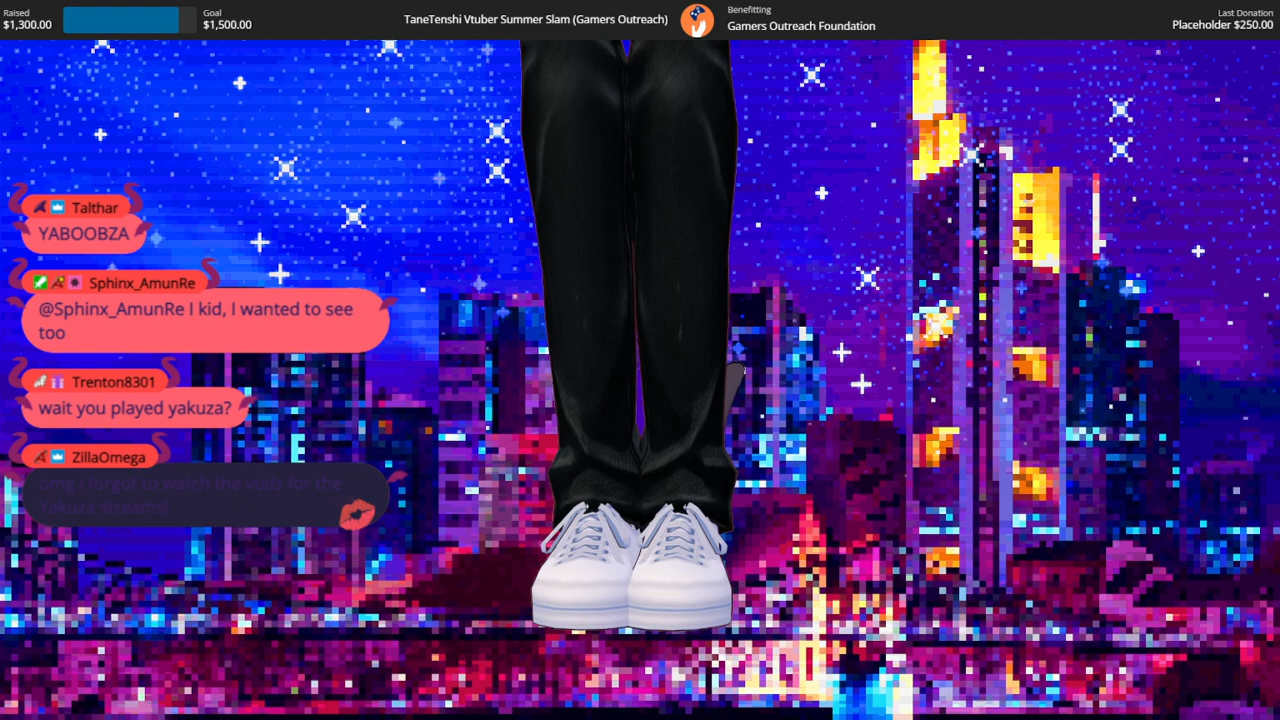 Raised
$1,300.00
Goal
$1,500.00
TaneTenshi Vtuber Summer Slam (Gamers Outreach)
Benefitting
Gamers Outreach Foundation
Last Donation
Placeholder $250.00
Talthar
YABOOBZA
Sphinx_AmunRe
@Sphinx_AmunRe I kid, I wanted to see
too
Trenton8301
wait you played yakuza?
ZillaOmega
omg I forgot to watch the vods for the
Yakuza streams!